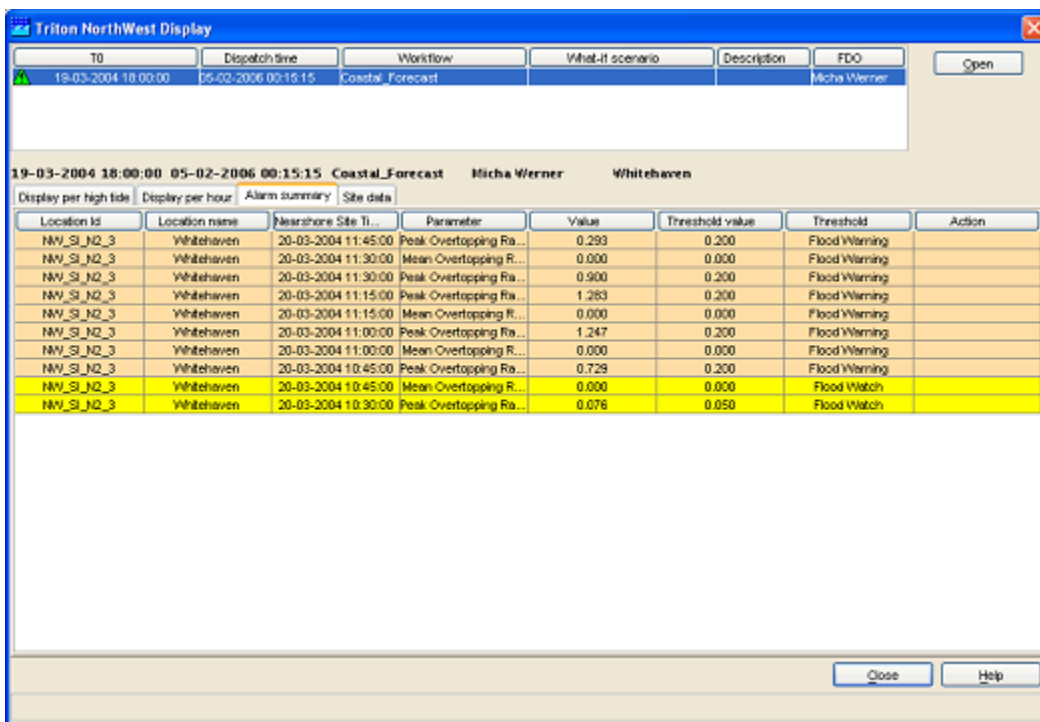 Triton NorthWest Display
T0 Dispatch time Workflow What-if scenario Description FDO
19-03-2004 18:00:00 05-02-2006 00:15:15 Coastal_Forecast Micha Werner
Open
19-03-2004 18:00:00 05-02-2006 00:15:15 Coastal_Forecast Micha Werner Whitehaven
Display per high tide Display per hour Alarm summary Site data
Location Id Location name Nearshore Site Ti... Parameter Value Threshold value Threshold Action
NW_SI_N2_3 Whitehaven 20-03-2004 11:45:00 Peak Overtopping Ra... 0.293 0.200 Flood Warning
NW_SI_N2_3 Whitehaven 20-03-2004 11:30:00 Mean Overtopping R... 0.000 0.000 Flood Warning
NW_SI_N2_3 Whitehaven 20-03-2004 11:30:00 Peak Overtopping Ra... 0.900 0.200 Flood Warning
NW_SI_N2_3 Whitehaven 20-03-2004 11:15:00 Peak Overtopping Ra... 1.283 0.200 Flood Warning
NW_SI_N2_3 Whitehaven 20-03-2004 11:15:00 Mean Overtopping R... 0.000 0.000 Flood Warning
NW_SI_N2_3 Whitehaven 20-03-2004 11:00:00 Peak Overtopping Ra... 1.247 0.200 Flood Warning
NW_SI_N2_3 Whitehaven 20-03-2004 11:00:00 Mean Overtopping R... 0.000 0.000 Flood Warning
NW_SI_N2_3 Whitehaven 20-03-2004 10:45:00 Peak Overtopping Ra... 0.729 0.200 Flood Warning
NW_SI_N2_3 Whitehaven 20-03-2004 10:45:00 Mean Overtopping R... 0.000 0.000 Flood Watch
NW_SI_N2_3 Whitehaven 20-03-2004 10:30:00 Peak Overtopping Ra... 0.076 0.050 Flood Watch
Close Help